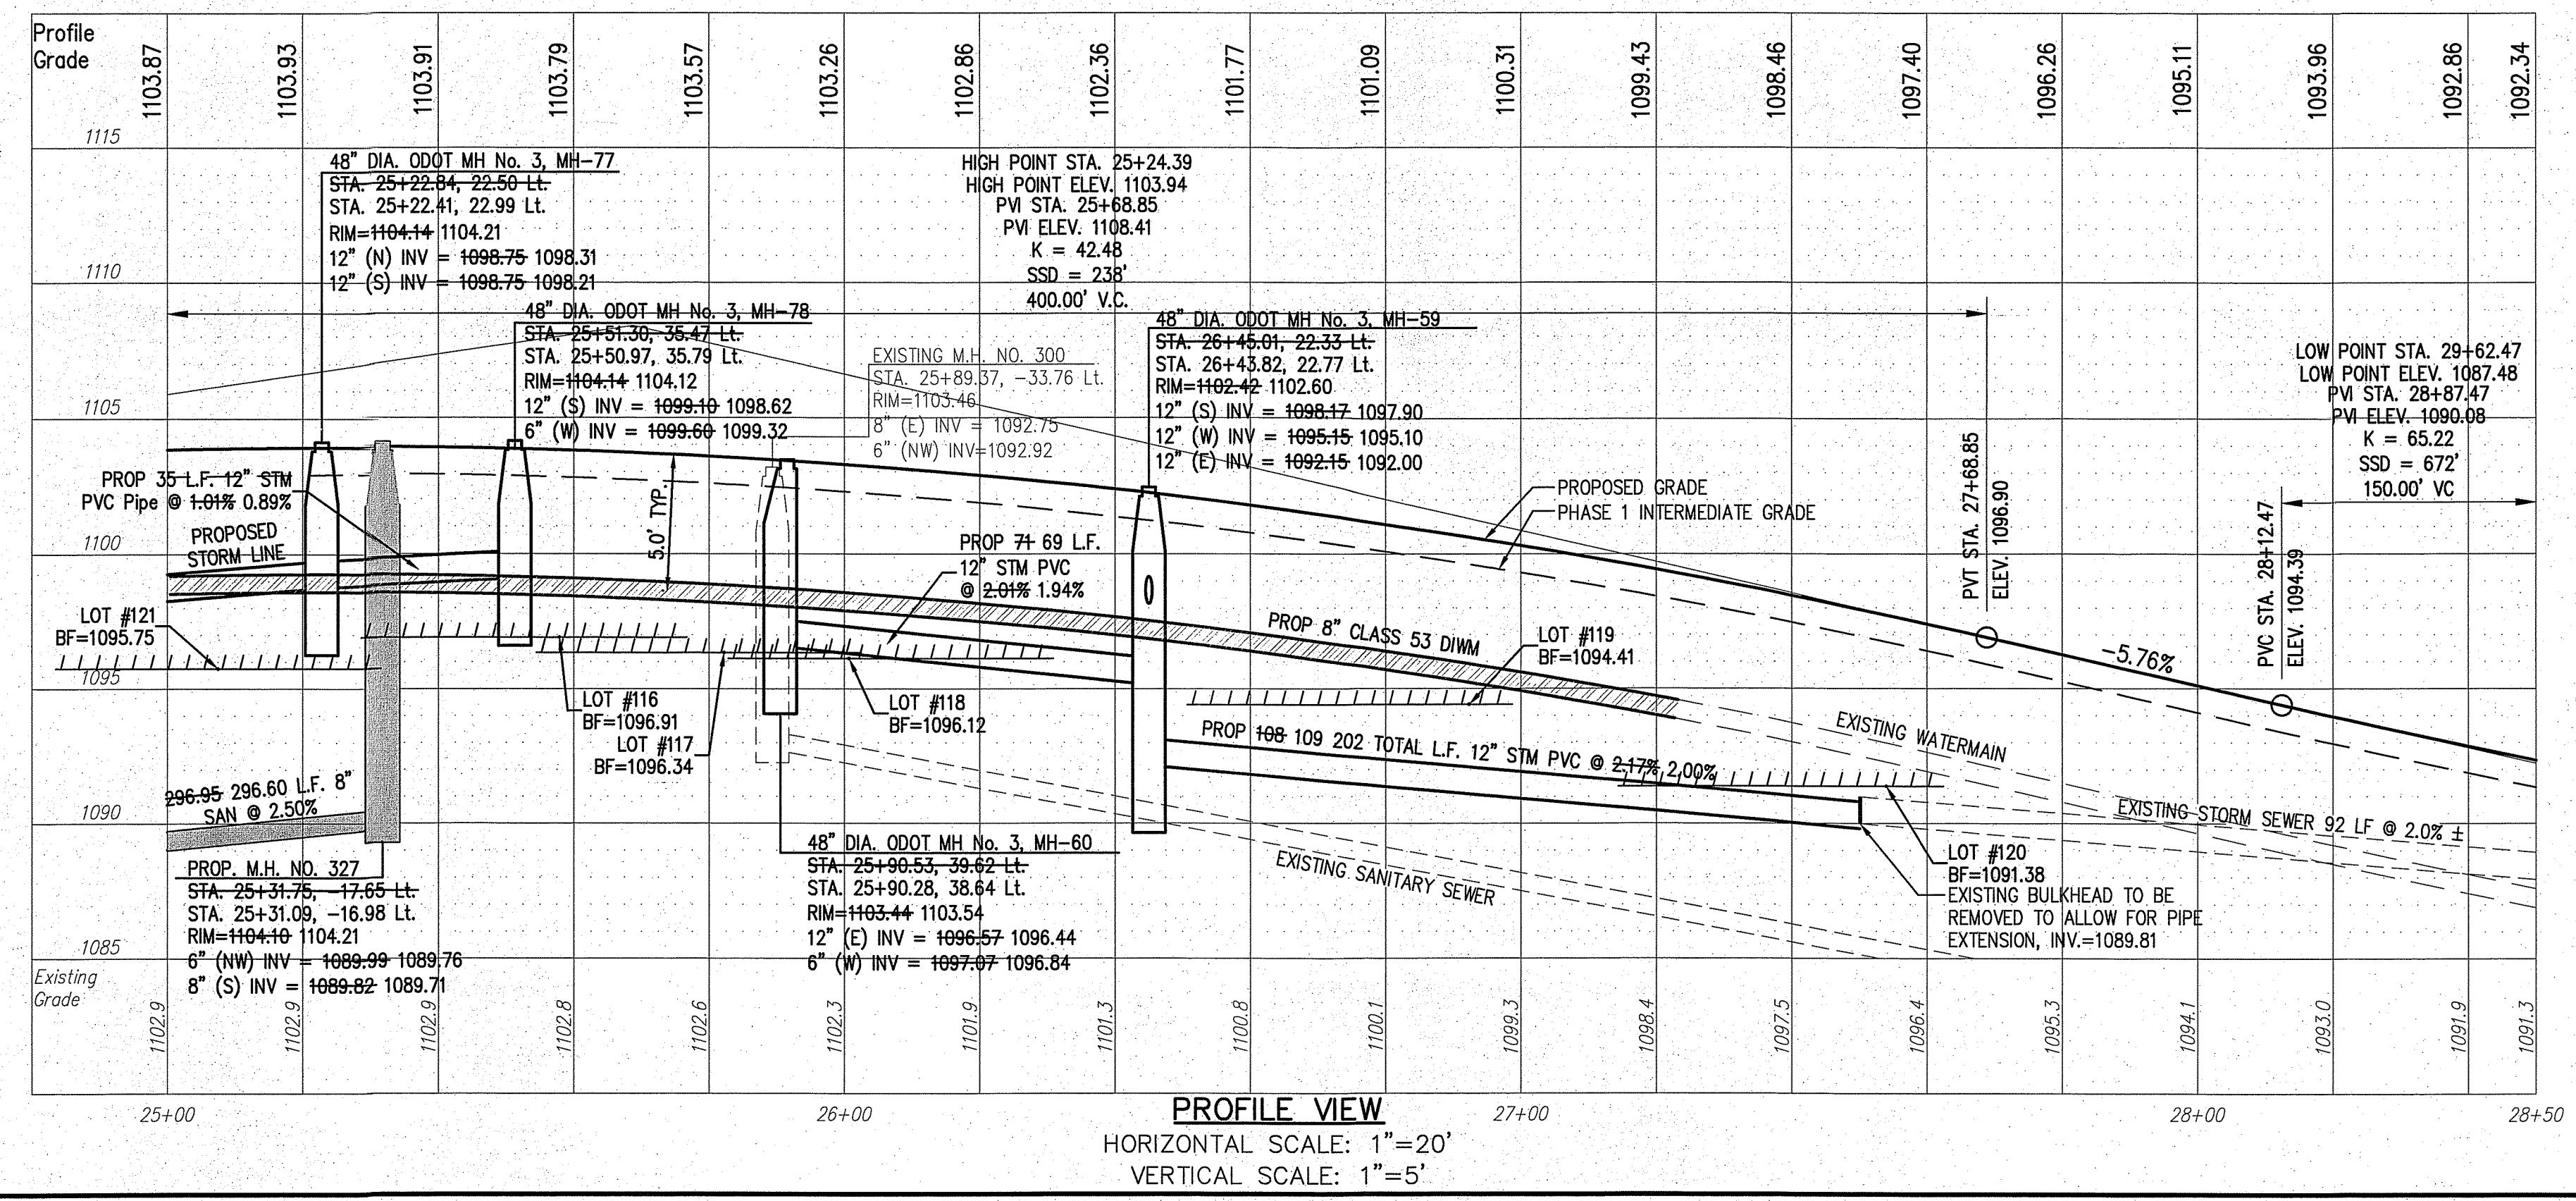 Profile
Grade
1103.87
1103.93
1103.91
1103.79
1103.57
1103.26
1102.86
1102.36
1101.77
1101.09
1100.31
1099.43
1098.46
1097.40
1096.26
1095.11
1093.96
1092.86
1092.34
1115
1110
1105
1100
1095
1090
1085
48" DIA. ODOT MH No. 3, MH-77
STA. 25+22.84, 22.50 Lt.
STA. 25+22.41, 22.99 Lt.
RIM=1104.14 1104.21
12" (N) INV = 1098.75 1098.31
12" (S) INV = 1098.75 1098.21
48" DIA. ODOT MH No. 3, MH-78
STA. 25+51.30, 35.47 Lt.
STA. 25+50.97, 35.79 Lt.
RIM=1104.14 1104.12
12" (S) INV = 1099.10 1098.62
6" (W) INV = 1099.60 1099.32
HIGH POINT STA. 25+24.39
HIGH POINT ELEV. 1103.94
PVI STA. 25+68.85
PVI ELEV. 1108.41
K = 42.48
SSD = 238'
400.00' V.C.
EXISTING M.H. NO. 300
STA. 25+89.37, -33.76 Lt.
RIM=1103.46
8" (E) INV = 1092.75
6" (NW) INV=1092.92
48" DIA. ODOT MH No. 3, MH-59
STA. 26+45.01, 22.33 Lt.
STA. 26+43.82, 22.77 Lt.
RIM=1102.42 1102.60
12" (S) INV = 1098.17 1097.90
12" (W) INV = 1095.15 1095.10
12" (E) INV = 1092.15 1092.00
LOW POINT STA. 29+62.47
LOW POINT ELEV. 1087.48
PVI STA. 28+87.47
PVI ELEV. 1090.08
K = 65.22
SSD = 672'
150.00' VC
PVT STA. 27+68.85
ELEV. 1096.90
PVC STA. 28+12.47
ELEV. 1094.39
PROP 35 L.F. 12" STM
PVC Pipe @ 1.01% 0.89%
PROPOSED
STORM LINE
5.0' TYP.
PROPOSED GRADE
PHASE 1 INTERMEDIATE GRADE
PROP 71 69 L.F.
12" STM PVC
@ 2.01% 1.94%
PROP 8" CLASS 53 DIWM
LOT #121
BF=1095.75
LOT #116
BF=1096.91
LOT #117
BF=1096.34
LOT #118
BF=1096.12
LOT #119
BF=1094.41
-5.76%
PROP 108 109 202 TOTAL L.F. 12" STM PVC @ 2.17% 2.00%
EXISTING WATERMAIN
EXISTING STORM SEWER 92 LF @ 2.0% ±
EXISTING SANITARY SEWER
LOT #120
BF=1091.38
EXISTING BULKHEAD TO BE
REMOVED TO ALLOW FOR PIPE
EXTENSION, INV.=1089.81
296.95 296.60 L.F. 8"
SAN @ 2.50%
PROP. M.H. NO. 327
STA. 25+31.75, -17.65 Lt.
STA. 25+31.09, -16.98 Lt.
RIM=1104.10 1104.21
6" (NW) INV = 1089.99 1089.76
8" (S) INV = 1089.82 1089.71
48" DIA. ODOT MH No. 3, MH-60
STA. 25+90.53, 39.62 Lt.
STA. 25+90.28, 38.64 Lt.
RIM=1103.44 1103.54
12" (E) INV = 1096.57 1096.44
6" (W) INV = 1097.07 1096.84
Existing
Grade
1102.9
1102.9
1102.9
1102.8
1102.6
1102.3
1101.9
1101.3
1100.8
1100.1
1099.3
1098.4
1097.5
1096.4
1095.3
1094.1
1093.0
1091.9
1091.3
25+00
26+00
27+00
28+00
28+50
PROFILE VIEW
HORIZONTAL SCALE: 1"=20'
VERTICAL SCALE: 1"=5'